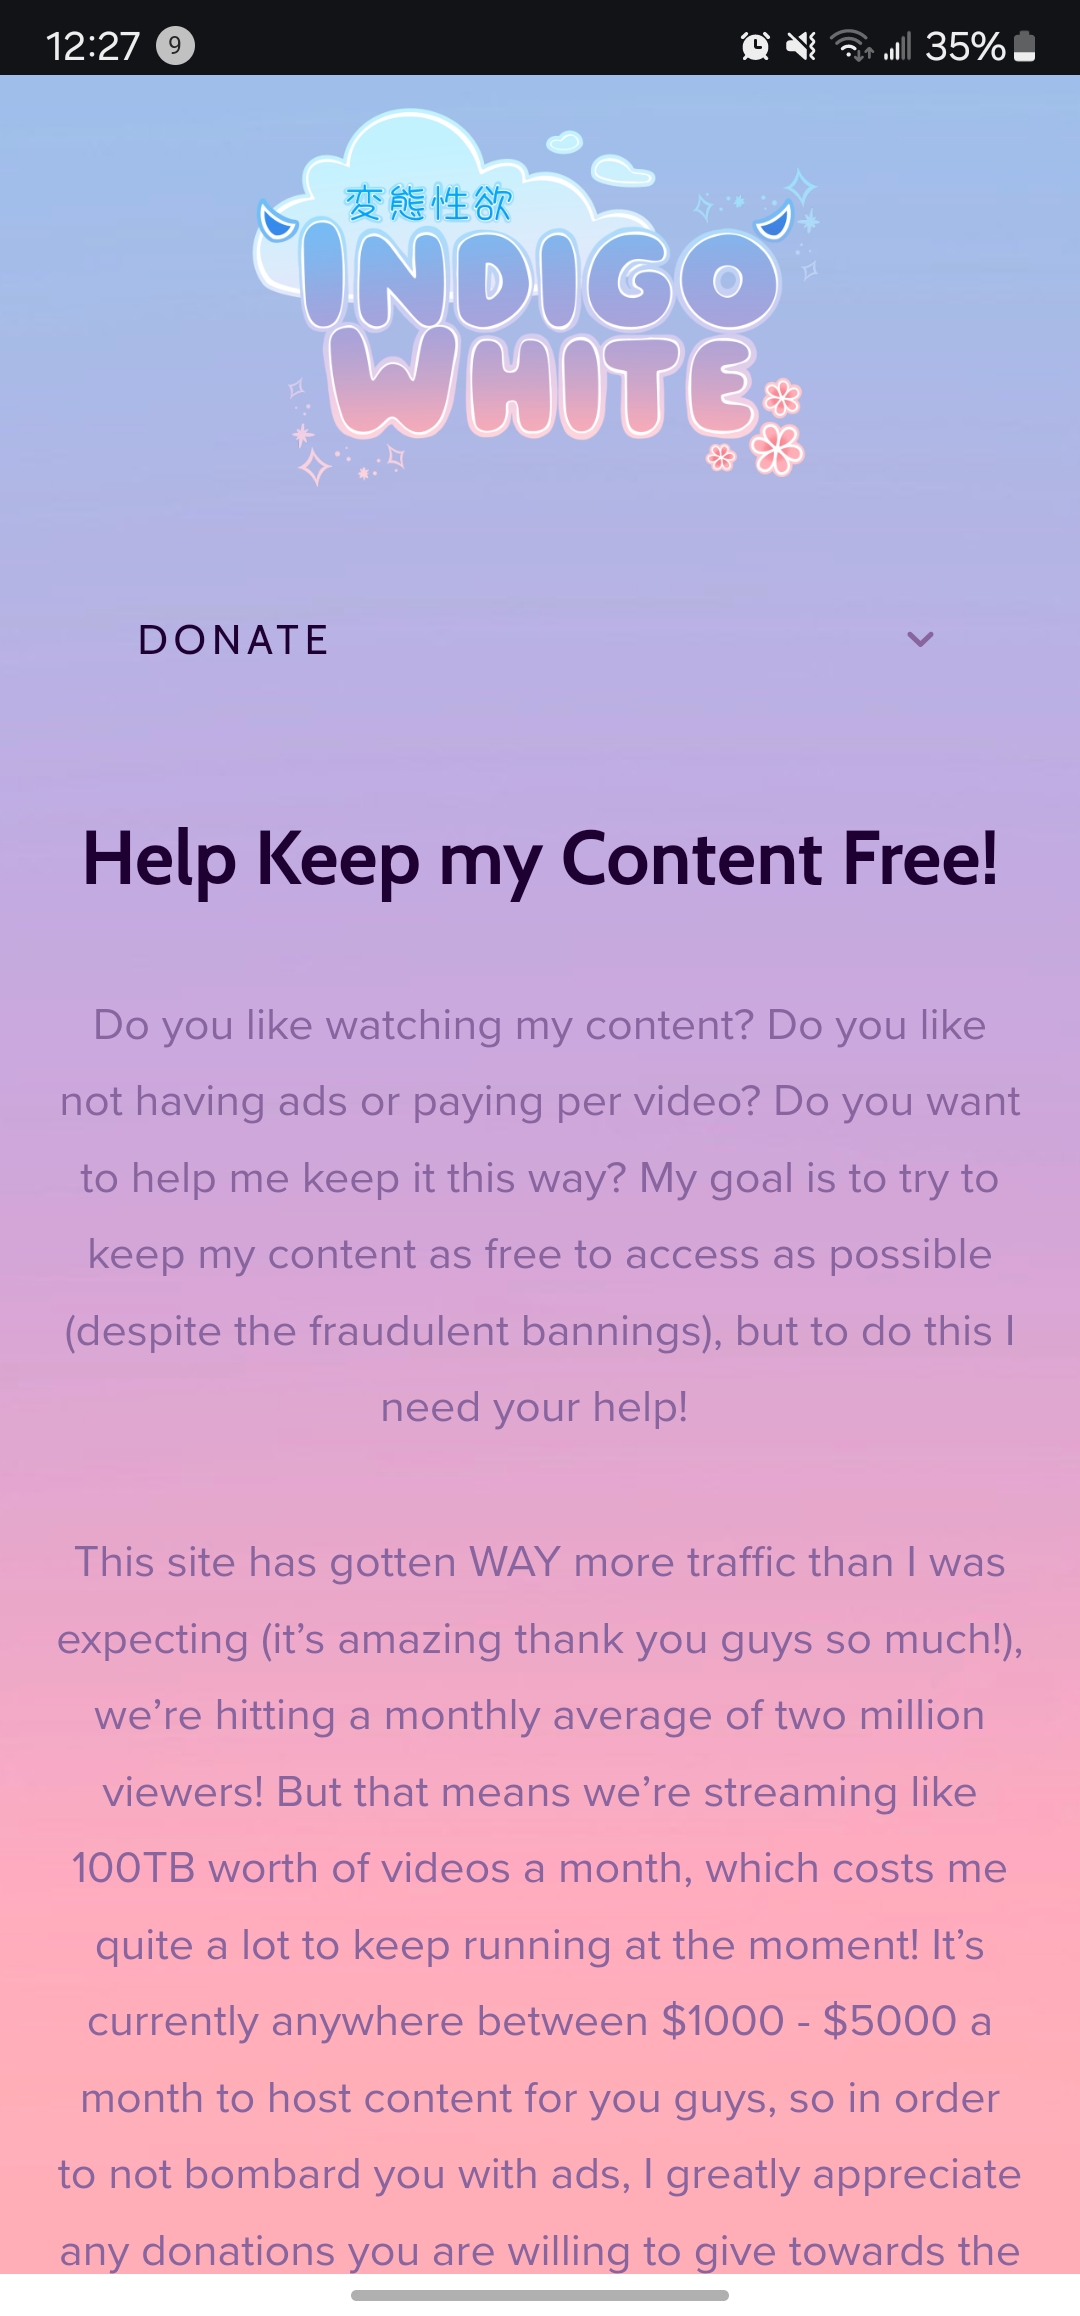 12:27 9 35%
変態性欲
INDIGO
WHITE
DONATE
Help Keep my Content Free!
Do you like watching my content? Do you like
not having ads or paying per video? Do you want
to help me keep it this way? My goal is to try to
keep my content as free to access as possible
(despite the fraudulent bannings), but to do this I
need your help!
This site has gotten WAY more traffic than I was
expecting (it’s amazing thank you guys so much!),
we’re hitting a monthly average of two million
viewers! But that means we’re streaming like
100TB worth of videos a month, which costs me
quite a lot to keep running at the moment! It’s
currently anywhere between $1000 - $5000 a
month to host content for you guys, so in order
to not bombard you with ads, I greatly appreciate
any donations you are willing to give towards the